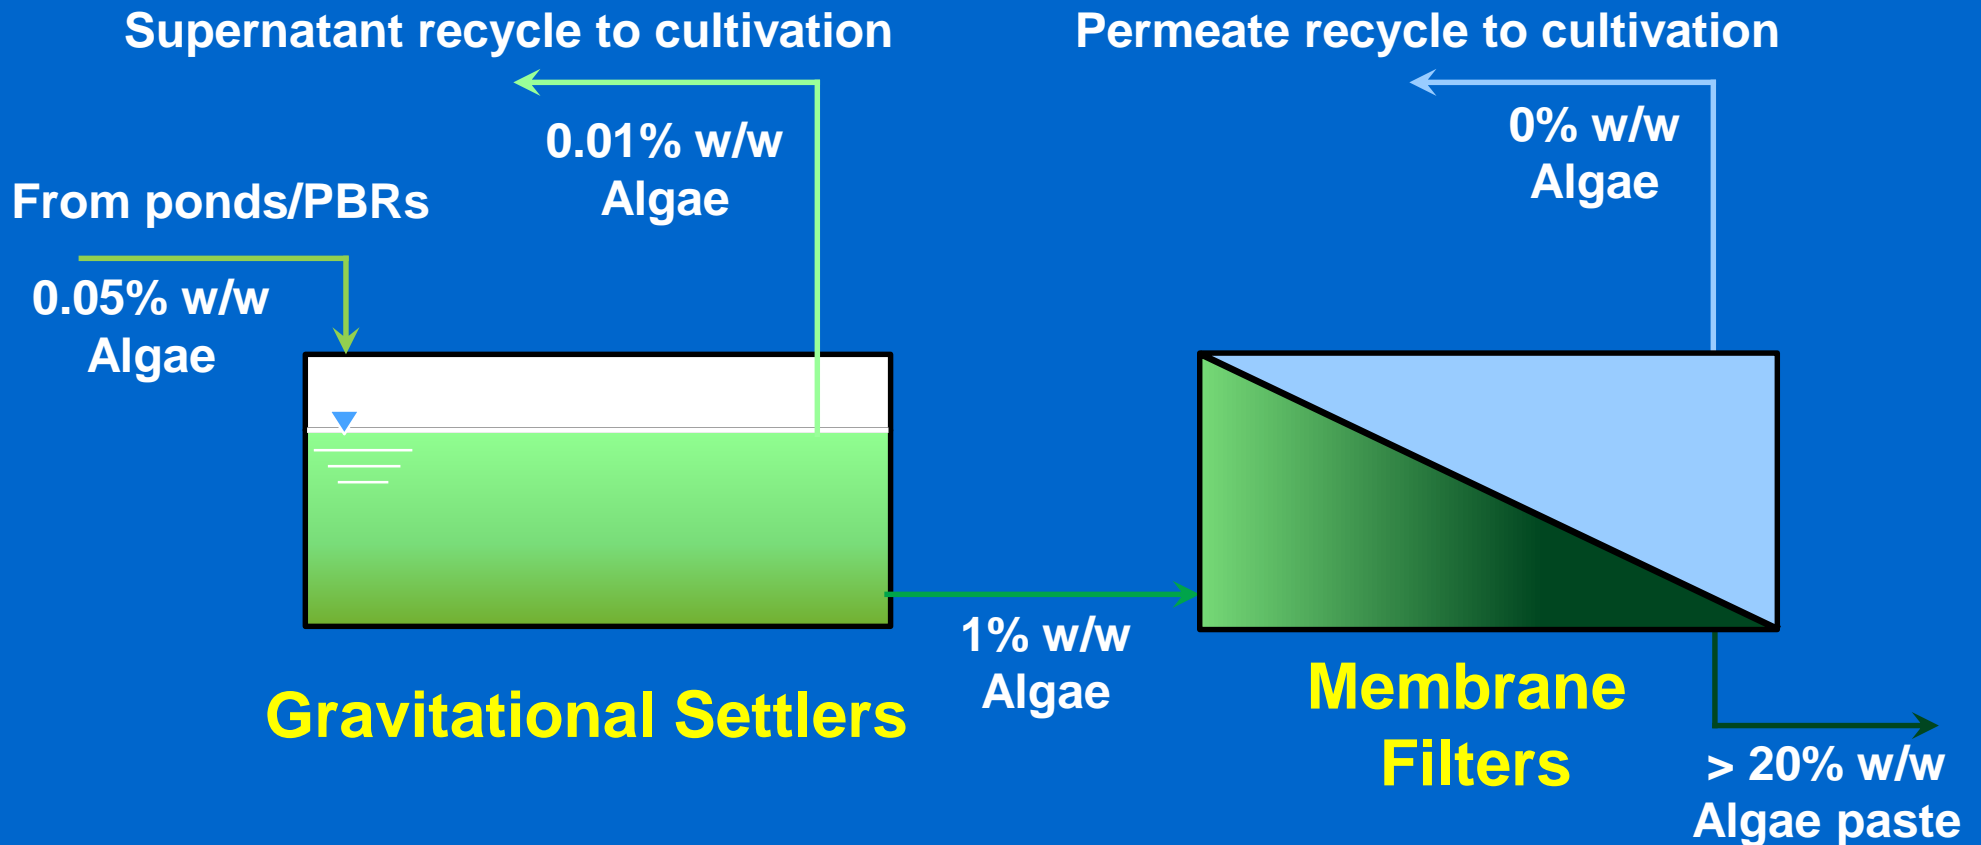 Supernatant recycle to cultivation
Permeate recycle to cultivation
0.01% w/w
Algae
0% w/w
Algae
From ponds/PBRs
0.05% w/w
Algae
1% w/w
Algae
Gravitational Settlers
Membrane
Filters
> 20% w/w
Algae paste